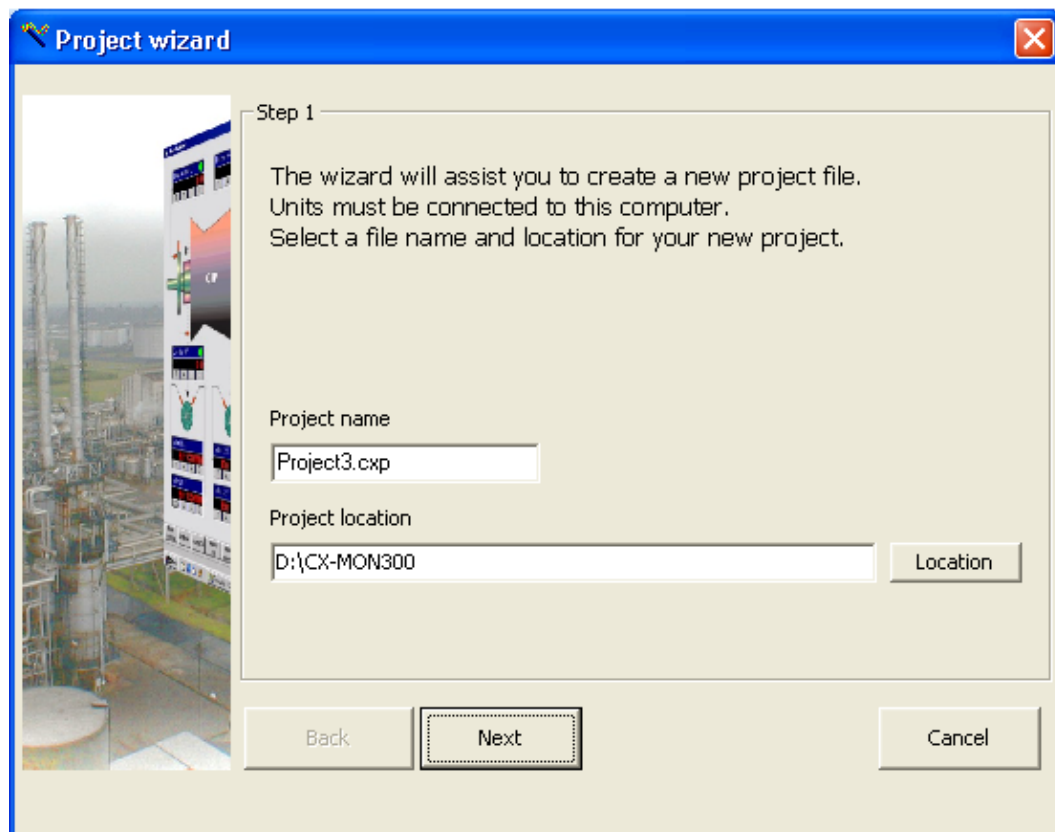 Project wizard
Step 1
The wizard will assist you to create a new project file.
Units must be connected to this computer.
Select a file name and location for your new project.
Project name
Project3.cxp
Project location
D:\CX-MON300
Location
Back
Next
Cancel